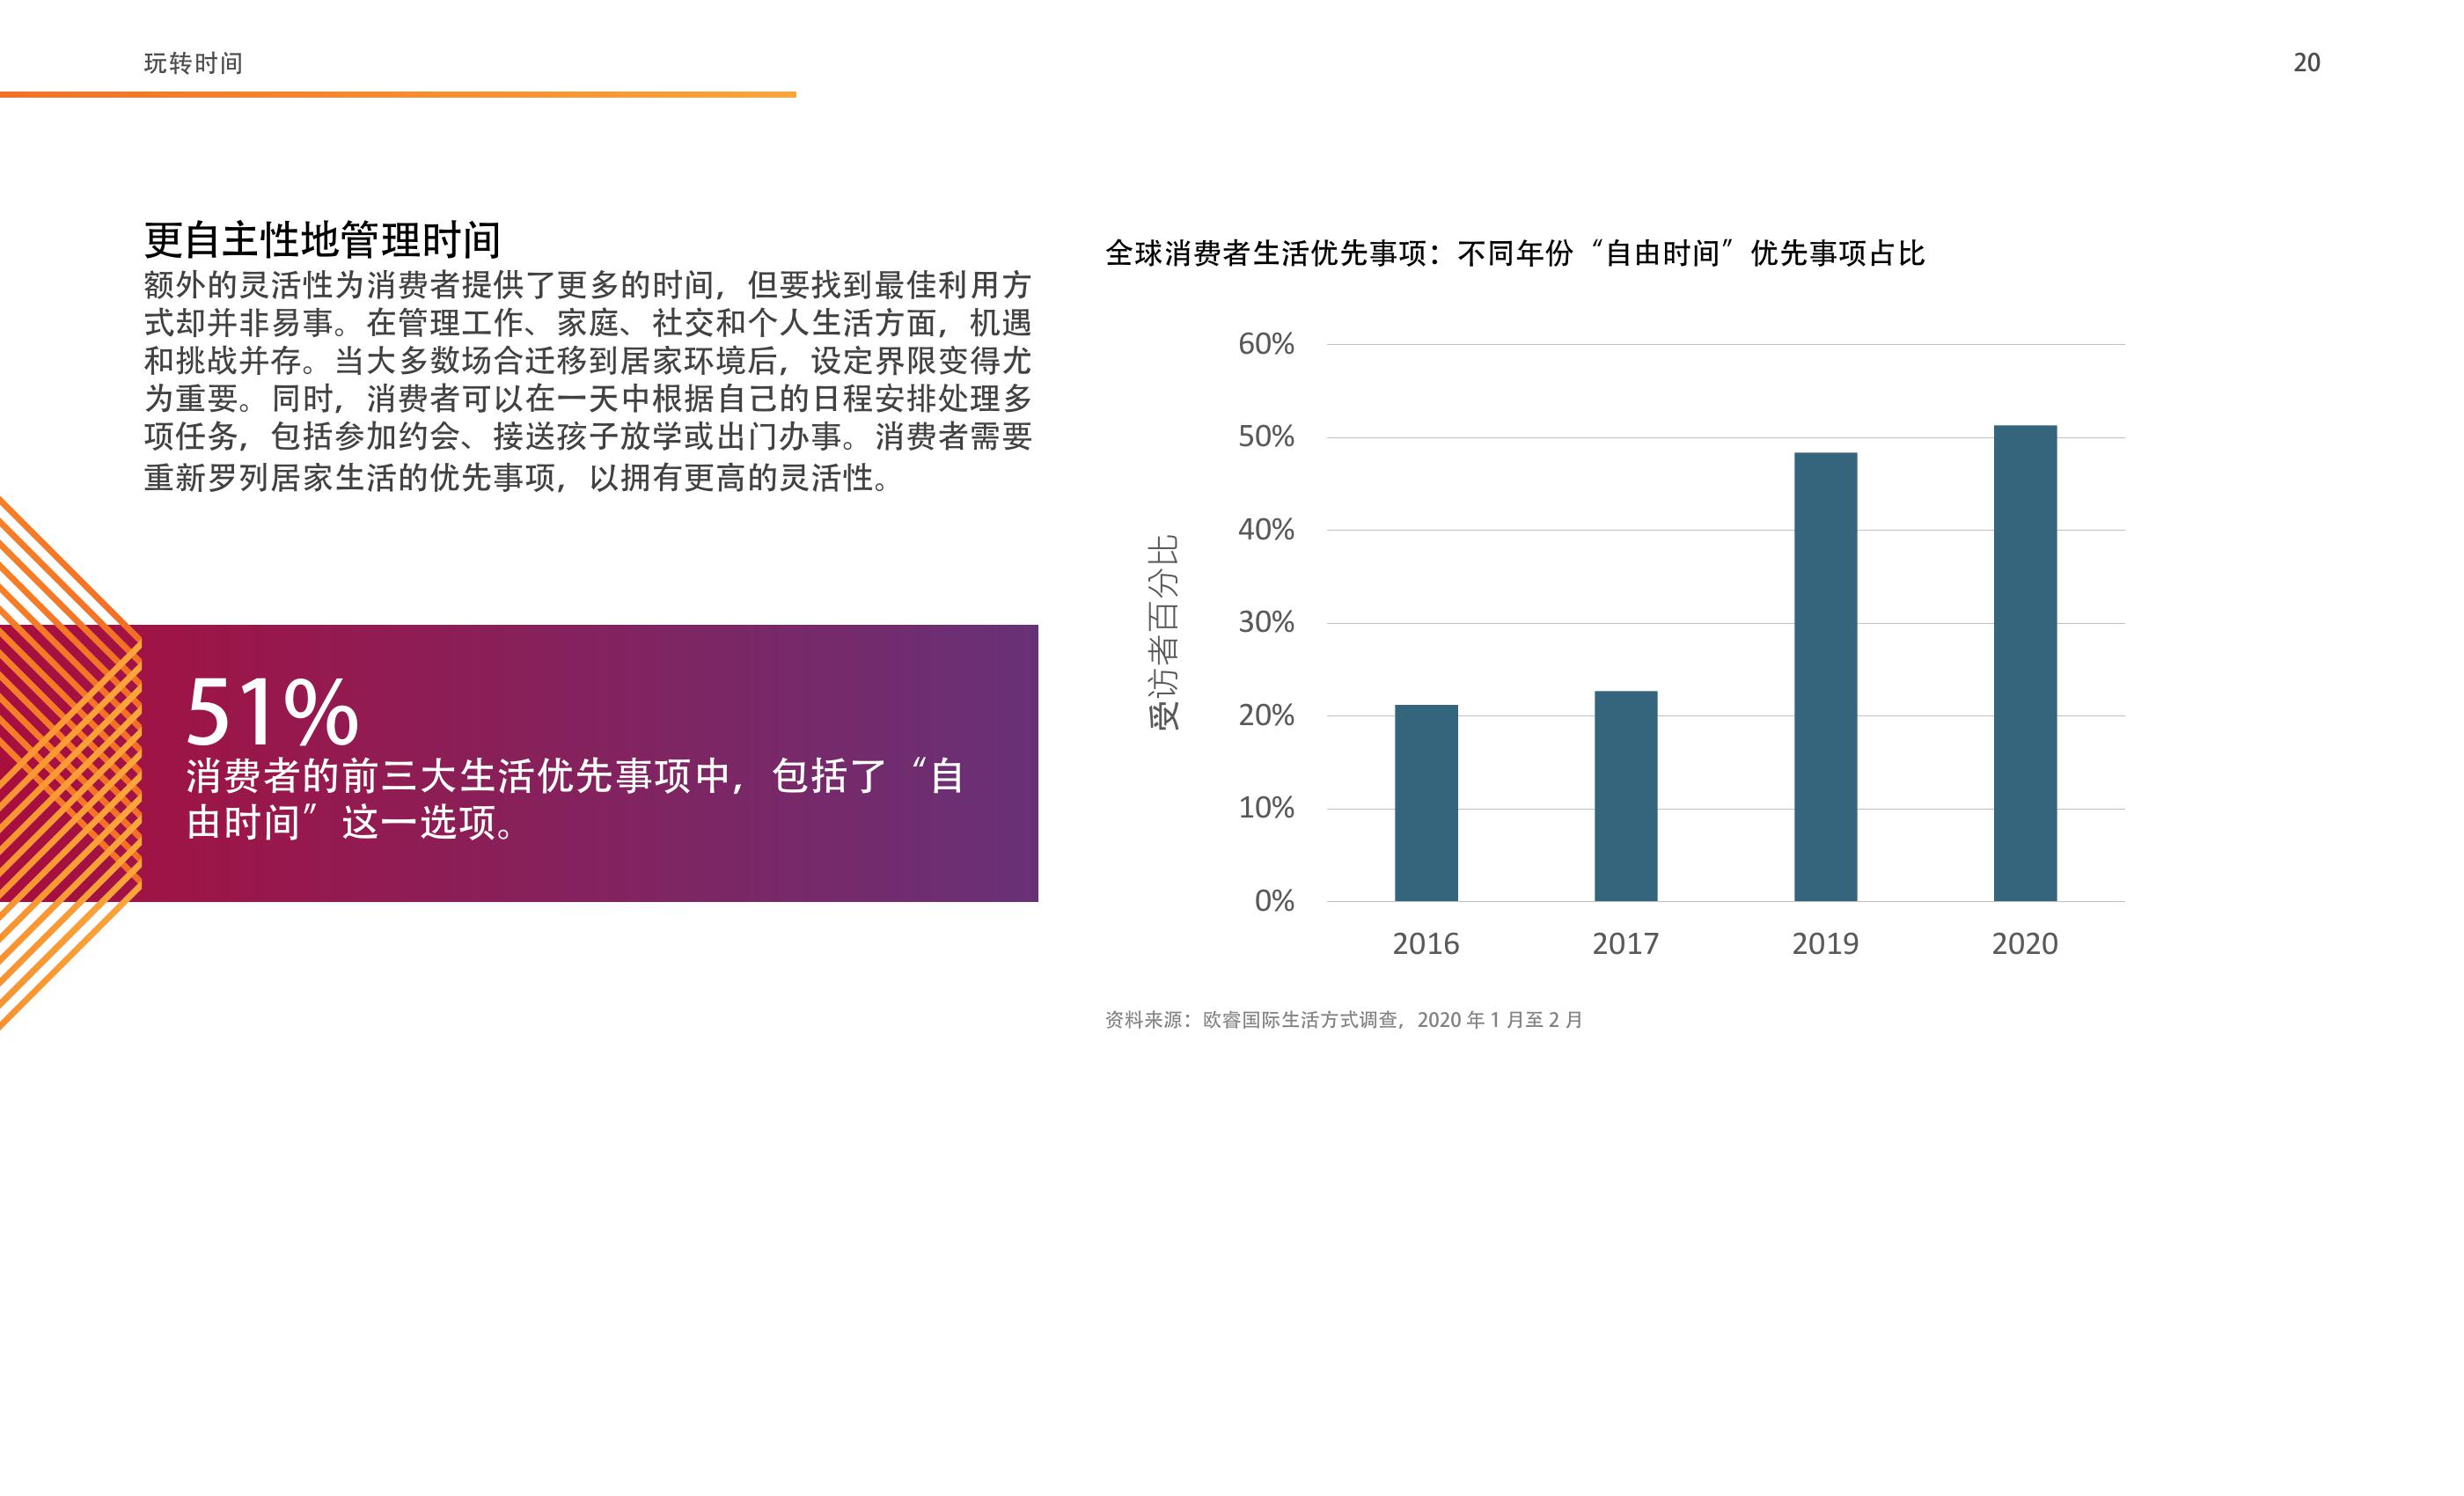 玩转时间
20
更自主性地管理时间
额外的灵活性为消费者提供了更多的时间，但要找到最佳利用方
式却并非易事。在管理工作、家庭、社交和个人生活方面，机遇
和挑战并存。当大多数场合迁移到居家环境后，设定界限变得尤
为重要。同时，消费者可以在一天中根据自己的日程安排处理多
项任务，包括参加约会、接送孩子放学或出门办事。消费者需要
重新罗列居家生活的优先事项，以拥有更高的灵活性。
51%
消费者的前三大生活优先事项中，包括了“自
由时间”这一选项。
全球消费者生活优先事项：不同年份“自由时间”优先事项占比
受访者百分比
60%
50%
40%
30%
20%
10%
0%
2016 2017 2019 2020
资料来源：欧睿国际生活方式调查，2020 年 1 月至 2 月